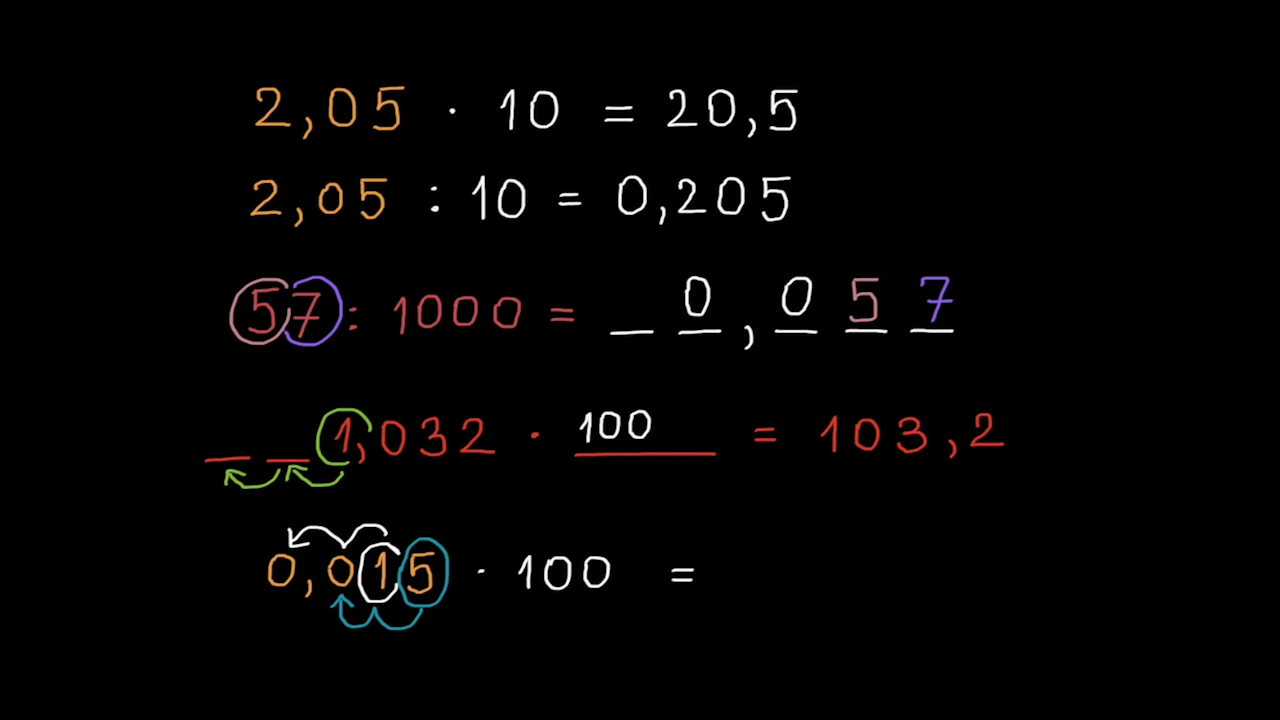 2,05 · 10 = 20,5
2,05 : 10 = 0,205
57 : 1000 = _ 0,057
_ _ 1,032 · 100 = 103,2
0,015 · 100 =